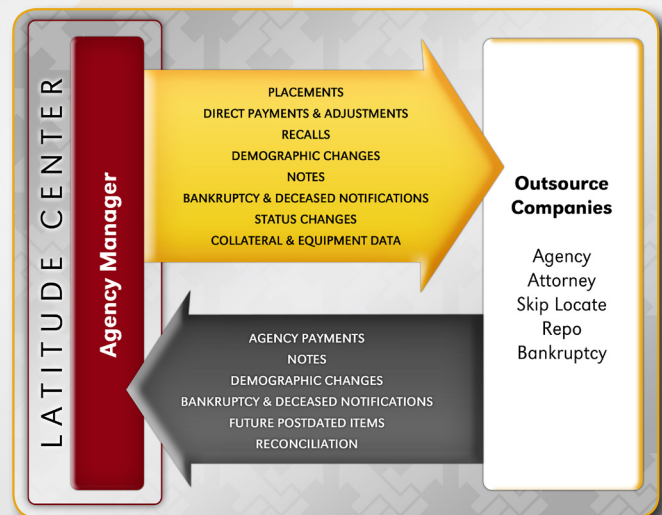 LATITUDE CENTER
Agency Manager
PLACEMENTS
DIRECT PAYMENTS & ADJUSTMENTS
RECALLS
DEMOGRAPHIC CHANGES
NOTES
BANKRUPTCY & DECEASED NOTIFICATIONS
STATUS CHANGES
COLLATERAL & EQUIPMENT DATA
AGENCY PAYMENTS
NOTES
DEMOGRAPHIC CHANGES
BANKRUPTCY & DECEASED NOTIFICATIONS
FUTURE POSTDATED ITEMS
RECONCILIATION
Outsource
Companies
Agency
Attorney
Skip Locate
Repo
Bankruptcy